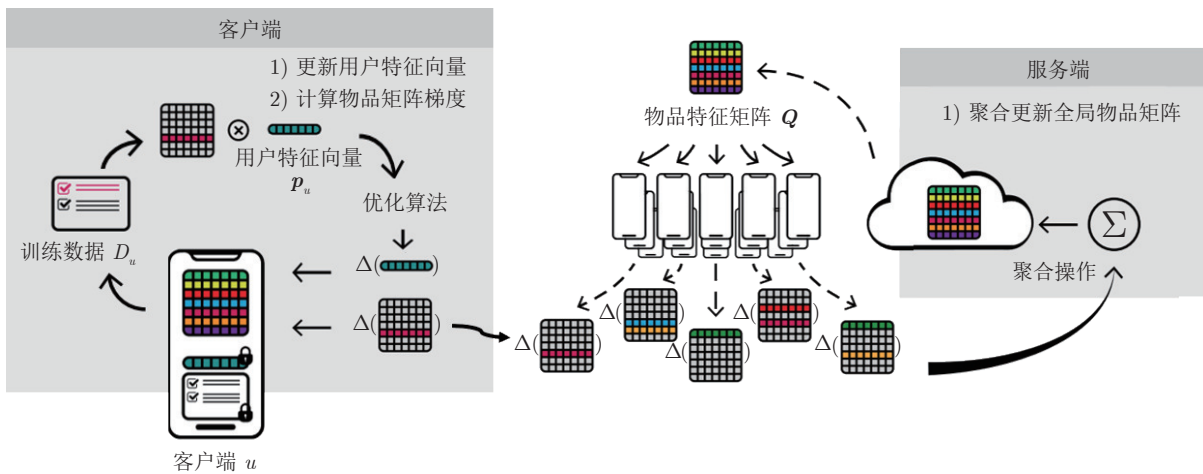 客户端
1) 更新用户特征向量
2) 计算物品矩阵梯度
⊗
用户特征向量
p_u
优化算法
训练数据 D_u
Δ( )
Δ( )
客户端 u
物品特征矩阵 Q
Δ( )
Δ( )
Δ( )
Δ( )
Δ( )
服务端
1) 聚合更新全局物品矩阵
Σ
聚合操作